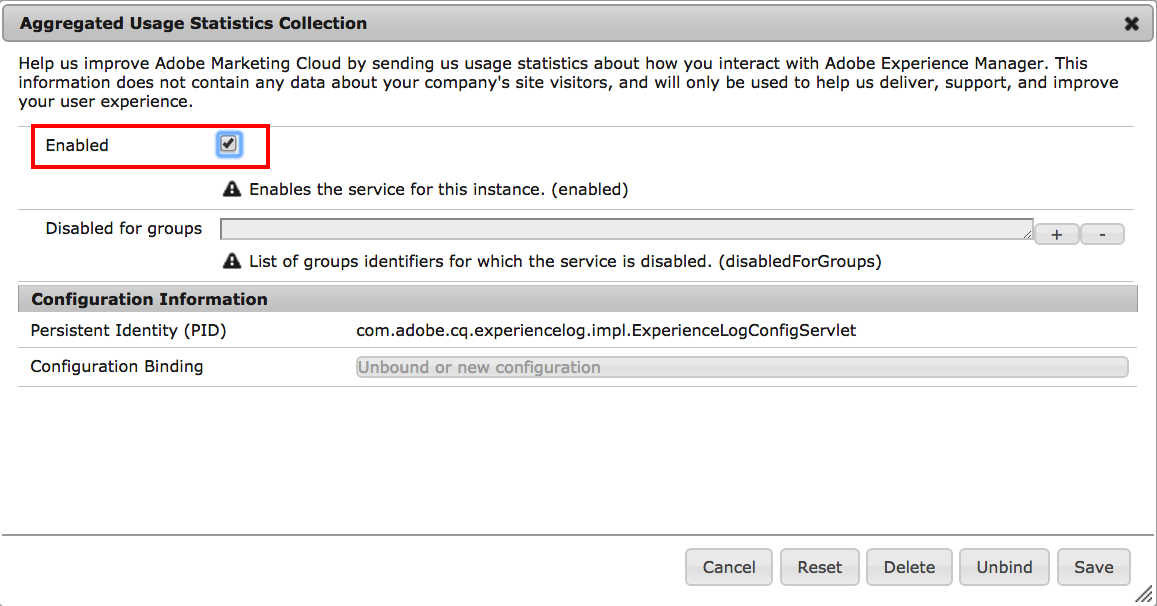 Aggregated Usage Statistics Collection
Help us improve Adobe Marketing Cloud by sending us usage statistics about how you interact with Adobe Experience Manager. This
information does not contain any data about your company's site visitors, and will only be used to help us deliver, support, and improve
your user experience.
Enabled
Enables the service for this instance. (enabled)
Disabled for groups
+ -
List of groups identifiers for which the service is disabled. (disabledForGroups)
Configuration Information
Persistent Identity (PID) com.adobe.cq.experiencelog.impl.ExperienceLogConfigServlet
Configuration Binding Unbound or new configuration
Cancel Reset Delete Unbind Save